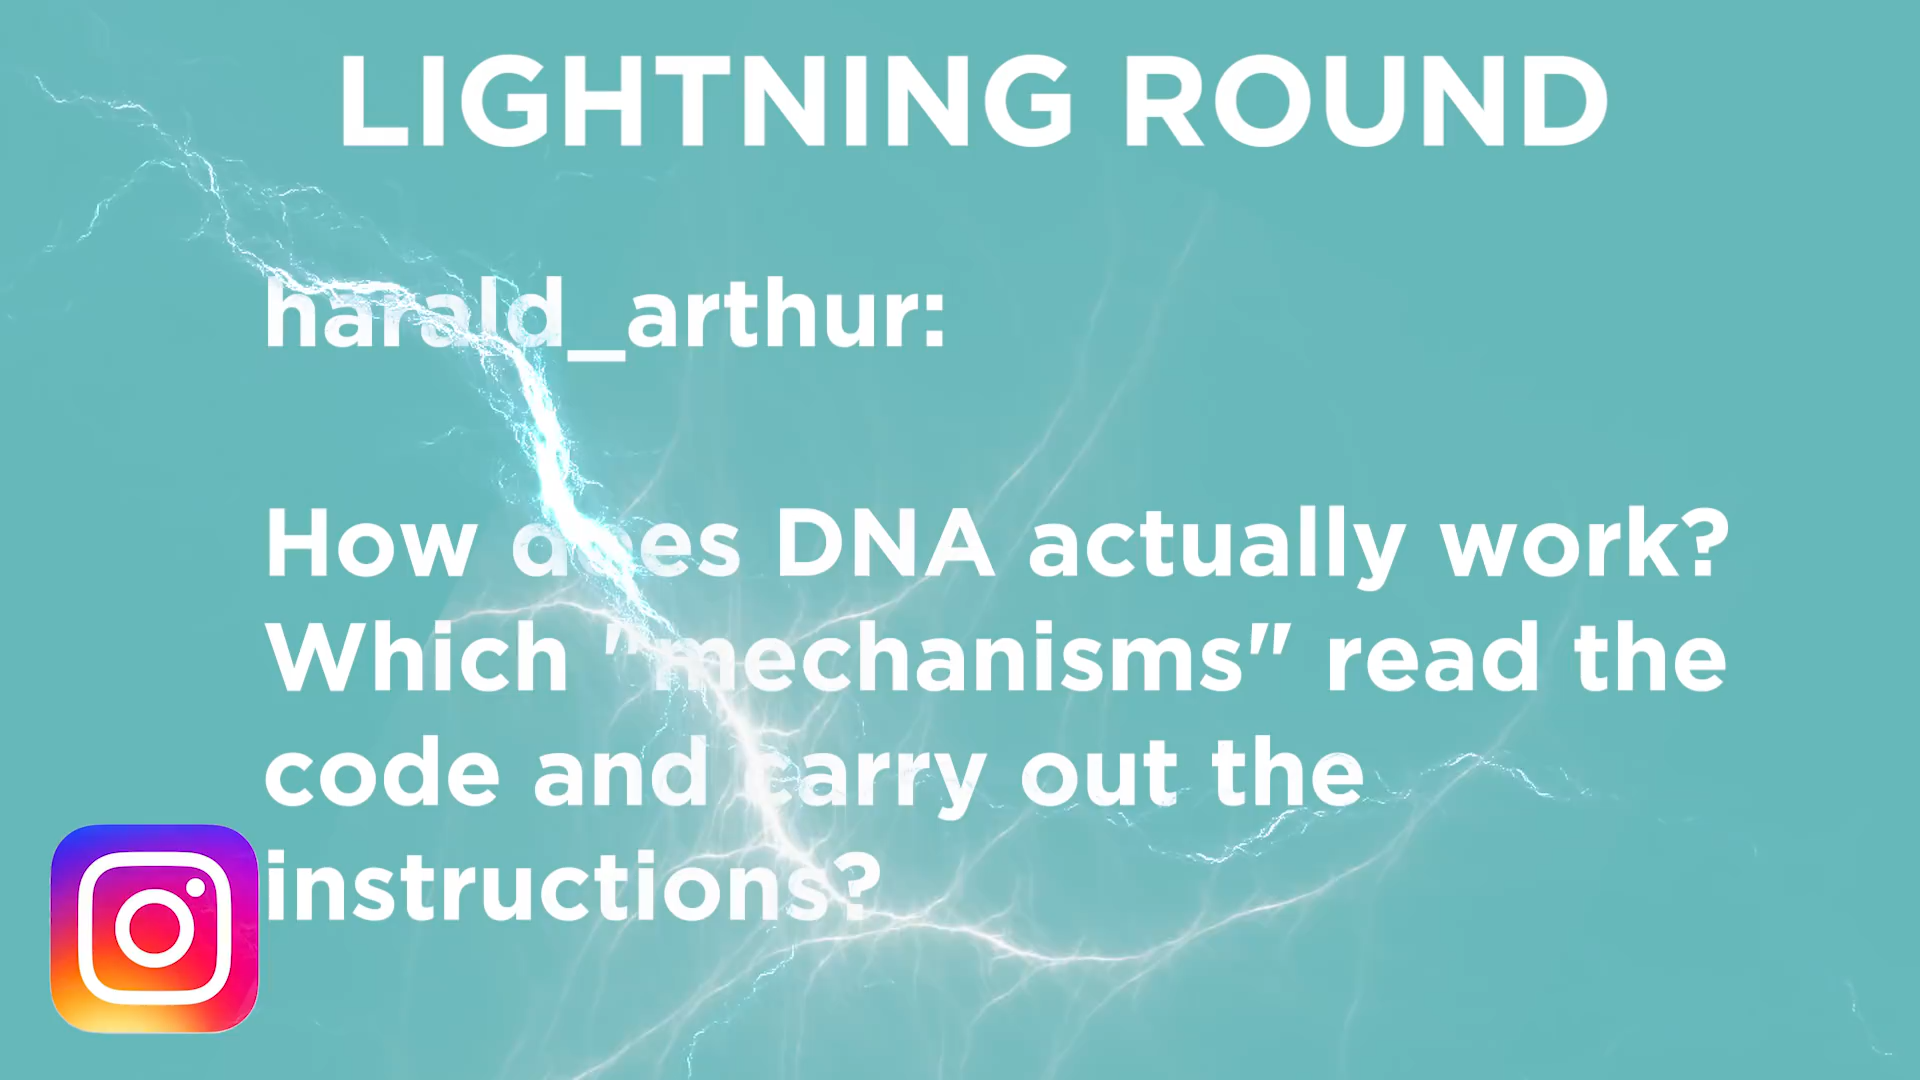 LIGHTNING ROUND
harald_arthur:
How does DNA actually work?
Which "mechanisms" read the
code and carry out the
instructions?